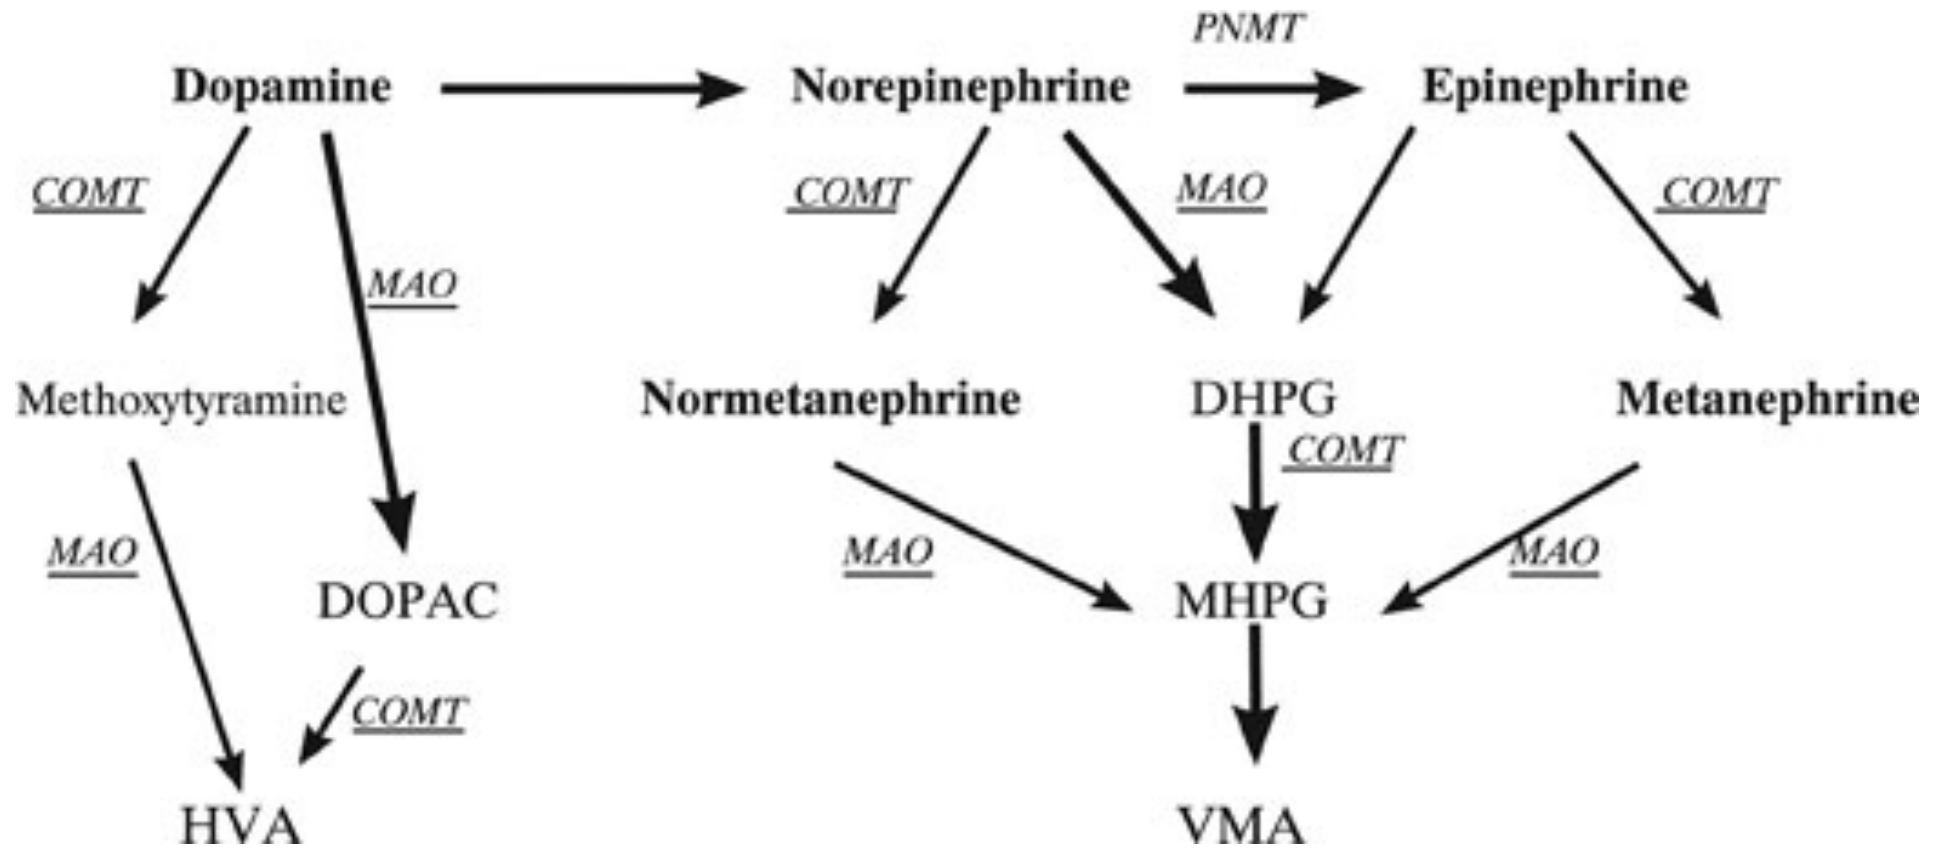 PNMT
Dopamine Norepinephrine Epinephrine
COMT COMT MAO COMT
MAO
Methoxytyramine Normetanephrine DHPG Metanephrine
COMT
MAO MAO MAO
DOPAC MHPG
COMT
HVA VMA